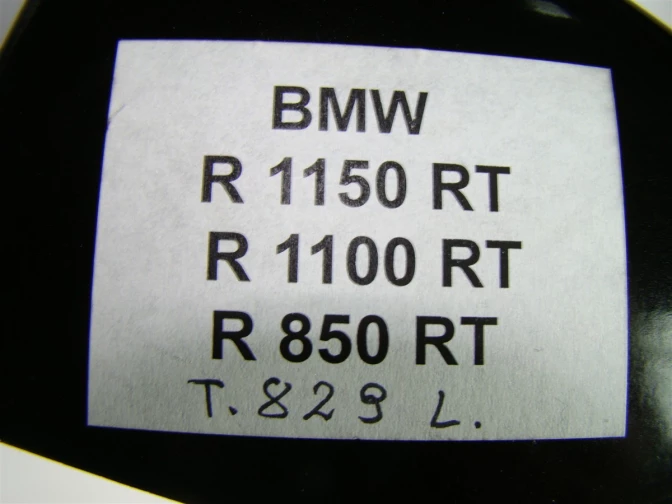 BMW
R 1150 RT
R 1100 RT
R 850 RT
T. 829 L.